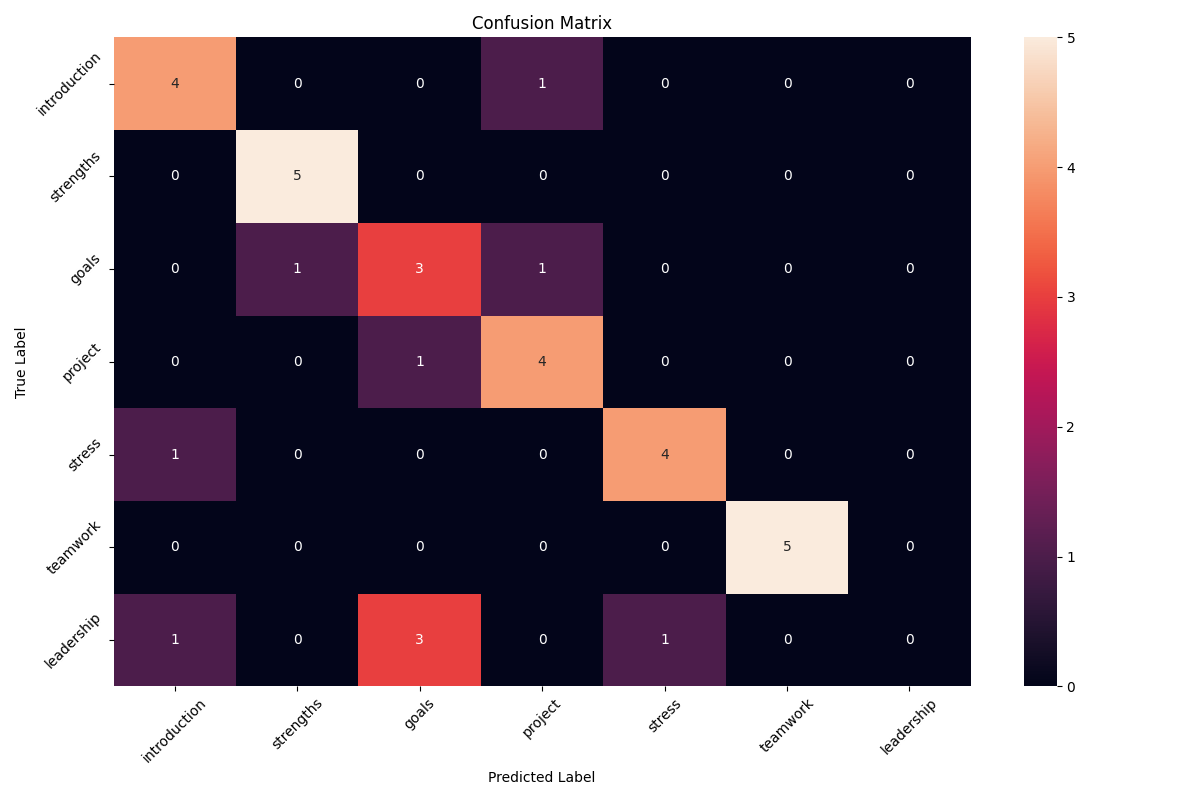 Confusion Matrix
introduction 4 0 0 1 0 0 0
strengths 0 5 0 0 0 0 0
goals 0 1 3 1 0 0 0
project 0 0 1 4 0 0 0
stress 1 0 0 0 4 0 0
teamwork 0 0 0 0 0 5 0
leadership 1 0 3 0 1 0 0
introduction strengths goals project stress teamwork leadership
True Label
Predicted Label
5
4
3
2
1
0